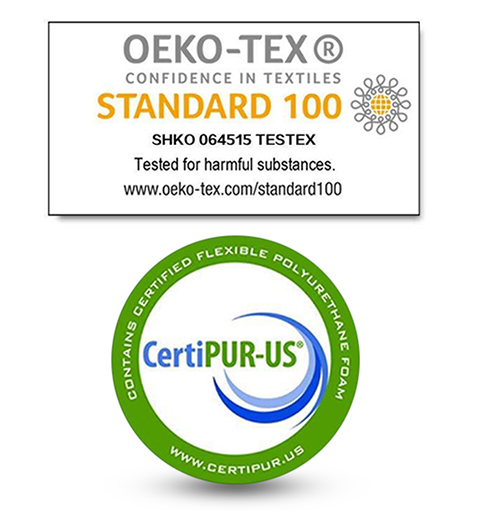 OEKO-TEX®
CONFIDENCE IN TEXTILES
STANDARD 100
SHKO 064515 TESTEX
Tested for harmful substances.
www.oeko-tex.com/standard100
CONTAINS CERTIFIED FLEXIBLE POLYURETHANE FOAM
CertiPUR-US®
WWW.CERTIPUR.US